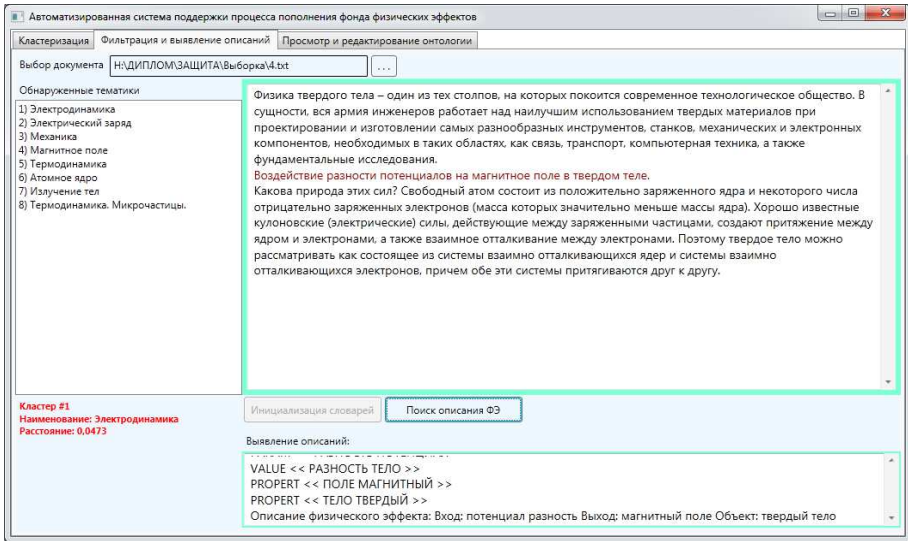 Автоматизированная система поддержки процесса пополнения фонда физических эффектов
Кластеризация Фильтрация и выявление описаний Просмотр и редактирование онтологии
Выбор документа H:\ДИПЛОМ\ЗАЩИТА\Выборка\4.txt ...
Обнаруженные тематики
1) Электродинамика
2) Электрический заряд
3) Механика
4) Магнитное поле
5) Термодинамика
6) Атомное ядро
7) Излучение тел
8) Термодинамика. Микрочастицы.
Физика твердого тела – один из тех столпов, на которых покоится современное технологическое общество. В
сущности, вся армия инженеров работает над наилучшим использованием твердых материалов при
проектировании и изготовлении самых разнообразных инструментов, станков, механических и электронных
компонентов, необходимых в таких областях, как связь, транспорт, компьютерная техника, а также
фундаментальные исследования.
Воздействие разности потенциалов на магнитное поле в твердом теле.
Какова природа этих сил? Свободный атом состоит из положительно заряженного ядра и некоторого числа
отрицательно заряженных электронов (масса которых значительно меньше массы ядра). Хорошо известные
кулоновские (электрические) силы, действующие между заряженными частицами, создают притяжение между
ядром и электронами, а также взаимное отталкивание между электронами. Поэтому твердое тело можно
рассматривать как состоящее из системы взаимно отталкивающихся ядер и системы взаимно
отталкивающихся электронов, причем обе эти системы притягиваются друг к другу.
Кластер #1
Наименование: Электродинамика
Расстояние: 0,0473
Инициализация словарей Поиск описания ФЭ
Выявление описаний:
VALUE << РАЗНОСТЬ ТЕЛО >>
PROPERT << ПОЛЕ МАГНИТНЫЙ >>
PROPERT << ТЕЛО ТВЕРДЫЙ >>
Описание физического эффекта: Вход: потенциал разность Выход: магнитный поле Объект: твердый тело